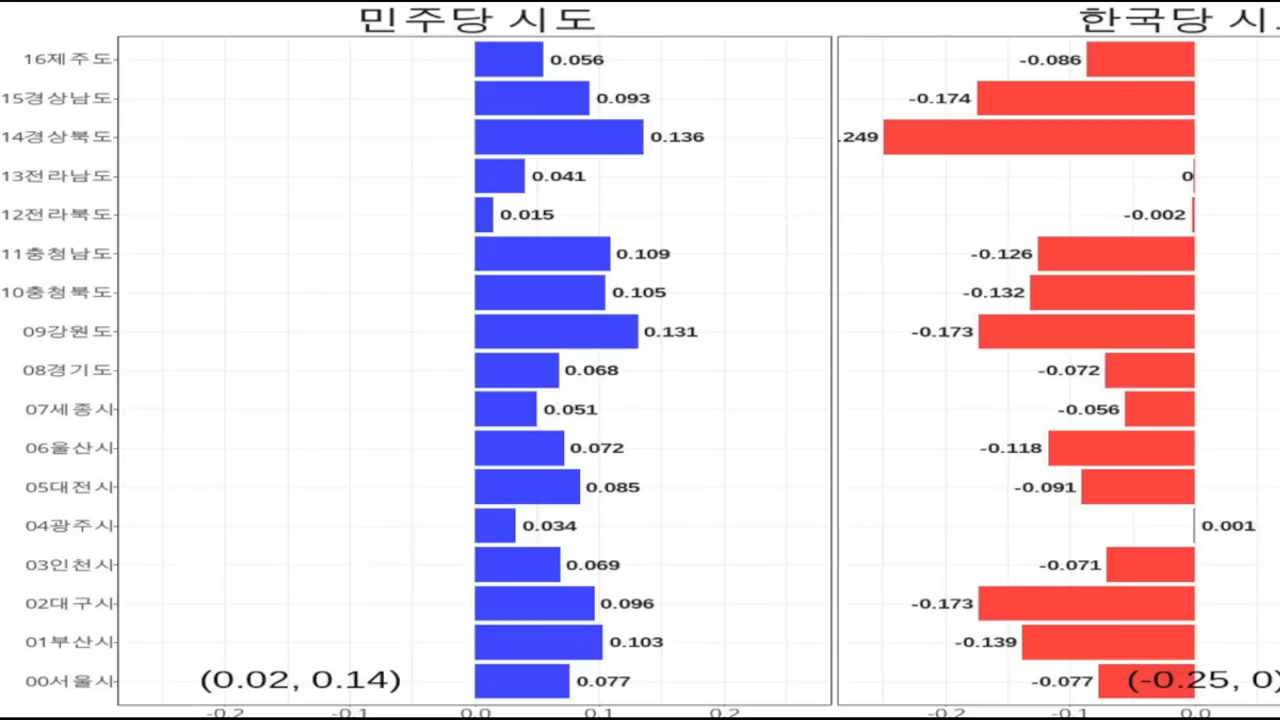 민주당 시도
한국당 시
16제주도 0.056 -0.086
15경상남도 0.093 -0.174
14경상북도 0.136 .249
13전라남도 0.041 0
12전라북도 0.015 -0.002
11충청남도 0.109 -0.126
10충청북도 0.105 -0.132
09강원도 0.131 -0.173
08경기도 0.068 -0.072
07세종시 0.051 -0.056
06울산시 0.072 -0.118
05대전시 0.085 -0.091
04광주시 0.034 0.001
03인천시 0.069 -0.071
02대구시 0.096 -0.173
01부산시 0.103 -0.139
00서울시 (0.02, 0.14) 0.077 -0.077 (-0.25, 0)
-0.2 -0.1 0.0 0.1 0.2 -0.2 -0.1 0.0